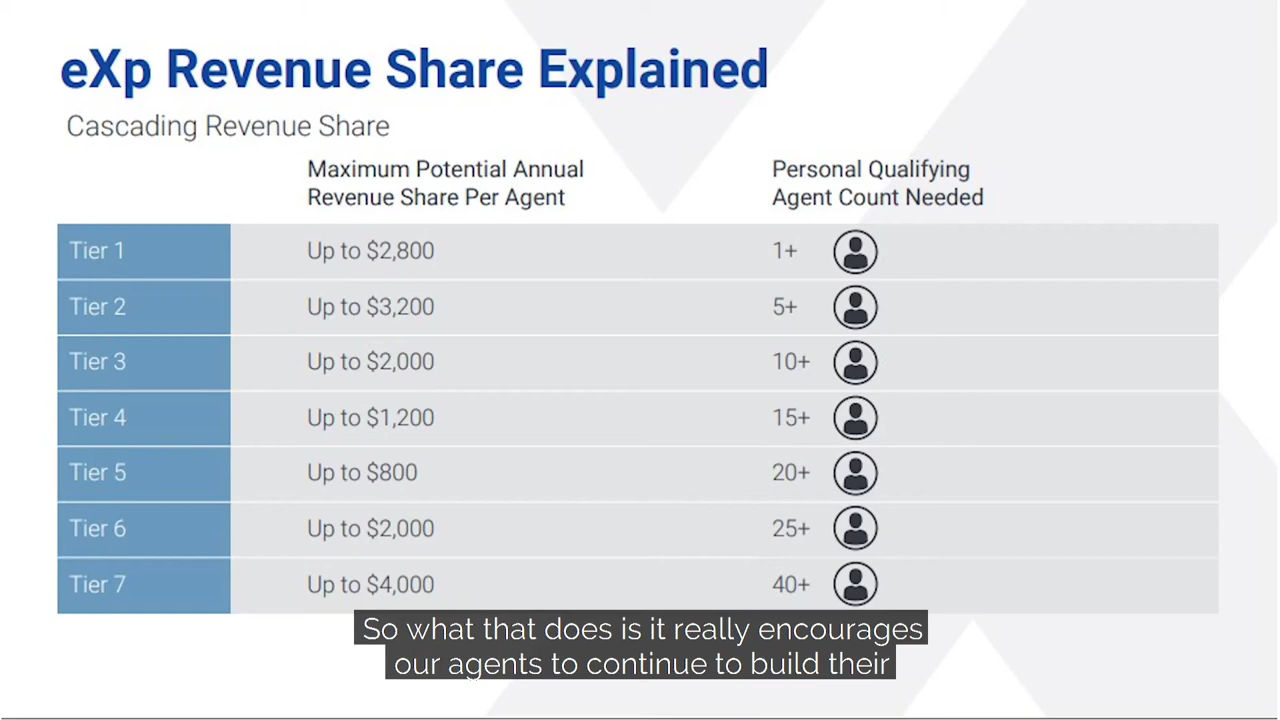 eXp Revenue Share Explained
Cascading Revenue Share
Maximum Potential Annual Revenue Share Per Agent
Personal Qualifying Agent Count Needed
Tier 1 Up to $2,800 1+
Tier 2 Up to $3,200 5+
Tier 3 Up to $2,000 10+
Tier 4 Up to $1,200 15+
Tier 5 Up to $800 20+
Tier 6 Up to $2,000 25+
Tier 7 Up to $4,000 40+
So what that does is it really encourages
our agents to continue to build their